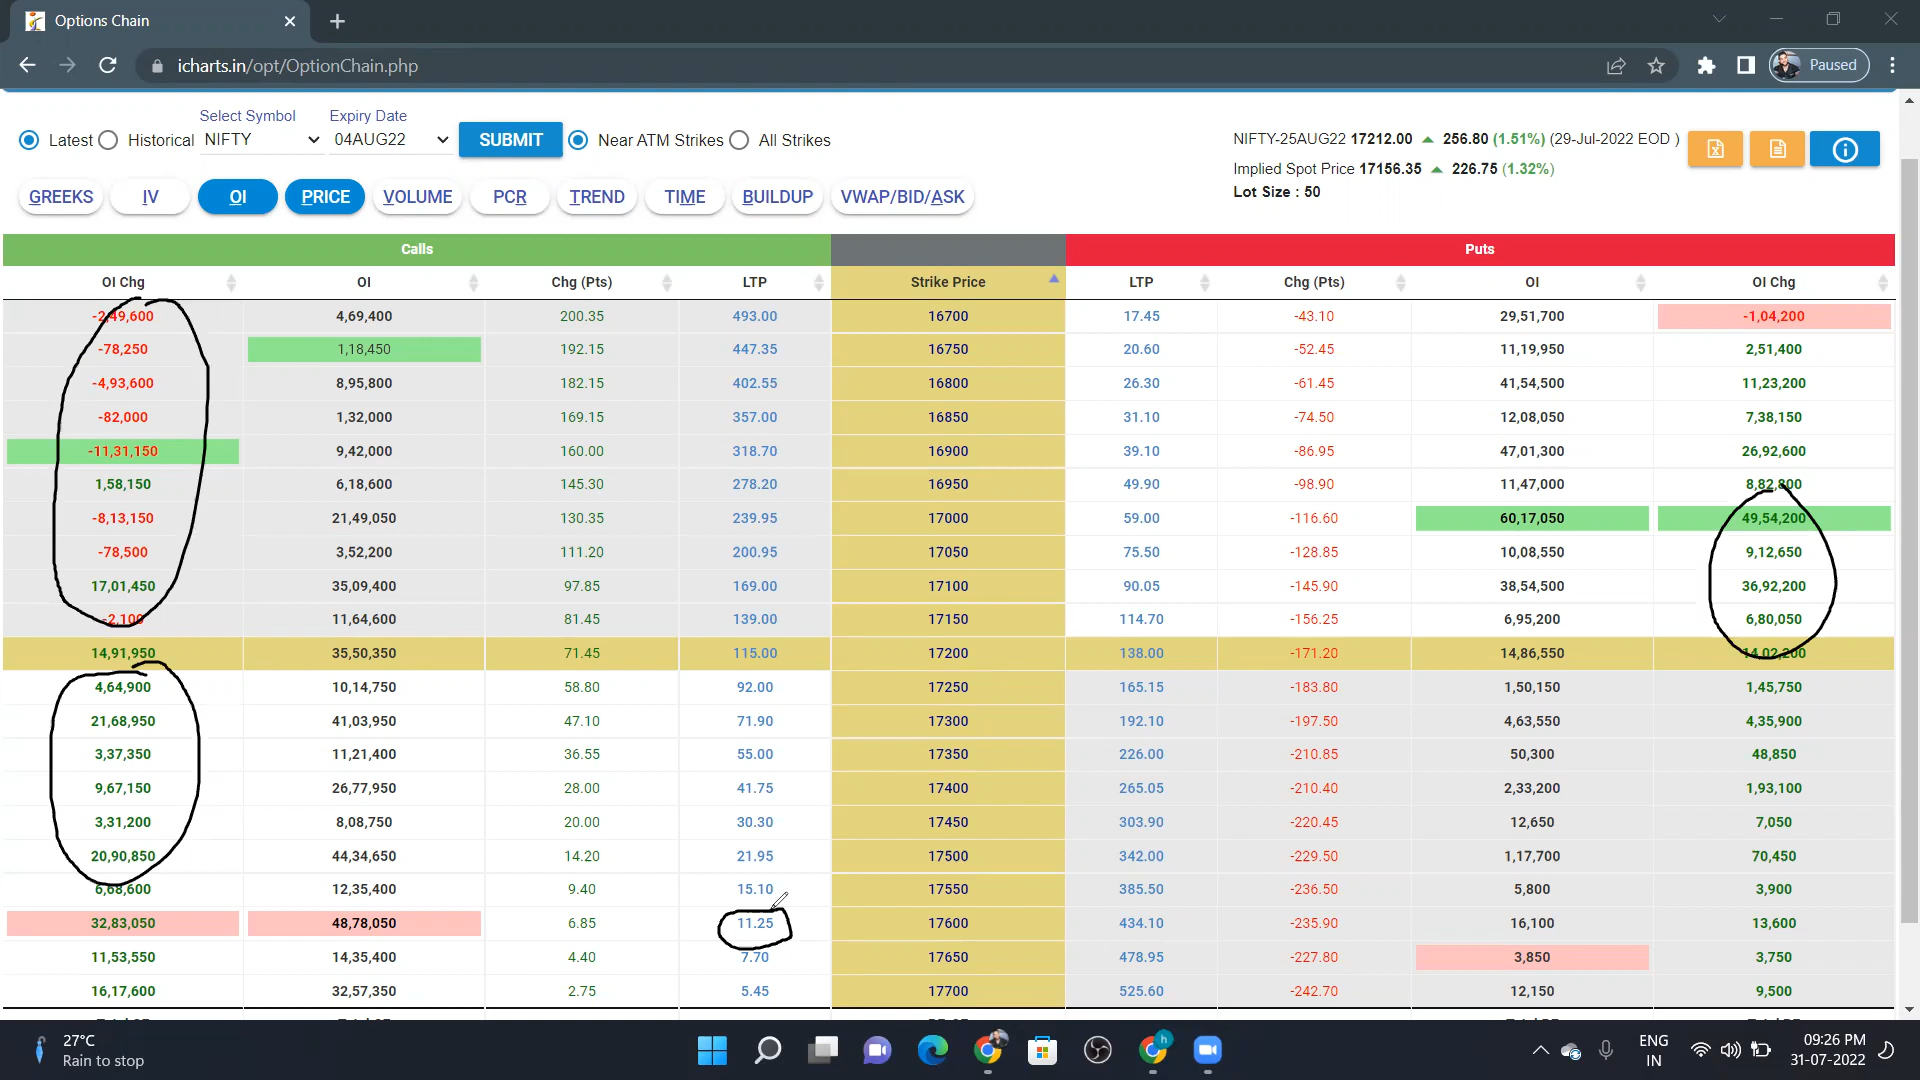 Options Chain
icharts.in/opt/OptionChain.php
Paused
Select Symbol Expiry Date
Latest Historical NIFTY 04AUG22 SUBMIT Near ATM Strikes All Strikes
NIFTY-25AUG22 17212.00 ▲ 256.80 (1.51%) (29-Jul-2022 EOD )
Implied Spot Price 17156.35 ▲ 226.75 (1.32%)
Lot Size : 50
GREEKS IV OI PRICE VOLUME PCR TREND TIME BUILDUP VWAP/BID/ASK
Calls Puts
OI Chg OI Chg (Pts) LTP Strike Price LTP Chg (Pts) OI OI Chg
-2,49,600 4,69,400 200.35 493.00 16700 17.45 -43.10 29,51,700 -1,04,200
-78,250 1,18,450 192.15 447.35 16750 20.60 -52.45 11,19,950 2,51,400
-4,93,600 8,95,800 182.15 402.55 16800 26.30 -61.45 41,54,500 11,23,200
-82,000 1,32,000 169.15 357.00 16850 31.10 -74.50 12,08,050 7,38,150
-11,31,150 9,42,000 160.00 318.70 16900 39.10 -86.95 47,01,300 26,92,600
1,58,150 6,18,600 145.30 278.20 16950 49.90 -98.90 11,47,000 8,82,800
-8,13,150 21,49,050 130.35 239.95 17000 59.00 -116.60 60,17,050 49,54,200
-78,500 3,52,200 111.20 200.95 17050 75.50 -128.85 10,08,550 9,12,650
17,01,450 35,09,400 97.85 169.00 17100 90.05 -145.90 38,54,500 36,92,200
-2,100 11,64,600 81.45 139.00 17150 114.70 -156.25 6,95,200 6,80,050
14,91,950 35,50,350 71.45 115.00 17200 138.00 -171.20 14,86,550 14,02,200
4,64,900 10,14,750 58.80 92.00 17250 165.15 -183.80 1,50,150 1,45,750
21,68,950 41,03,950 47.10 71.90 17300 192.10 -197.50 4,63,550 4,35,900
3,37,350 11,21,400 36.55 55.00 17350 226.00 -210.85 50,300 48,850
9,67,150 26,77,950 28.00 41.75 17400 265.05 -210.40 2,33,200 1,93,100
3,31,200 8,08,750 20.00 30.30 17450 303.90 -220.45 12,650 7,050
20,90,850 44,34,650 14.20 21.95 17500 342.00 -229.50 1,17,700 70,450
6,68,600 12,35,400 9.40 15.10 17550 385.50 -236.50 5,800 3,900
32,83,050 48,78,050 6.85 11.25 17600 434.10 -235.90 16,100 13,600
11,53,550 14,35,400 4.40 7.70 17650 478.95 -227.80 3,850 3,750
16,17,600 32,57,350 2.75 5.45 17700 525.60 -242.70 12,150 9,500
27°C
Rain to stop
ENG
IN
09:26 PM
31-07-2022